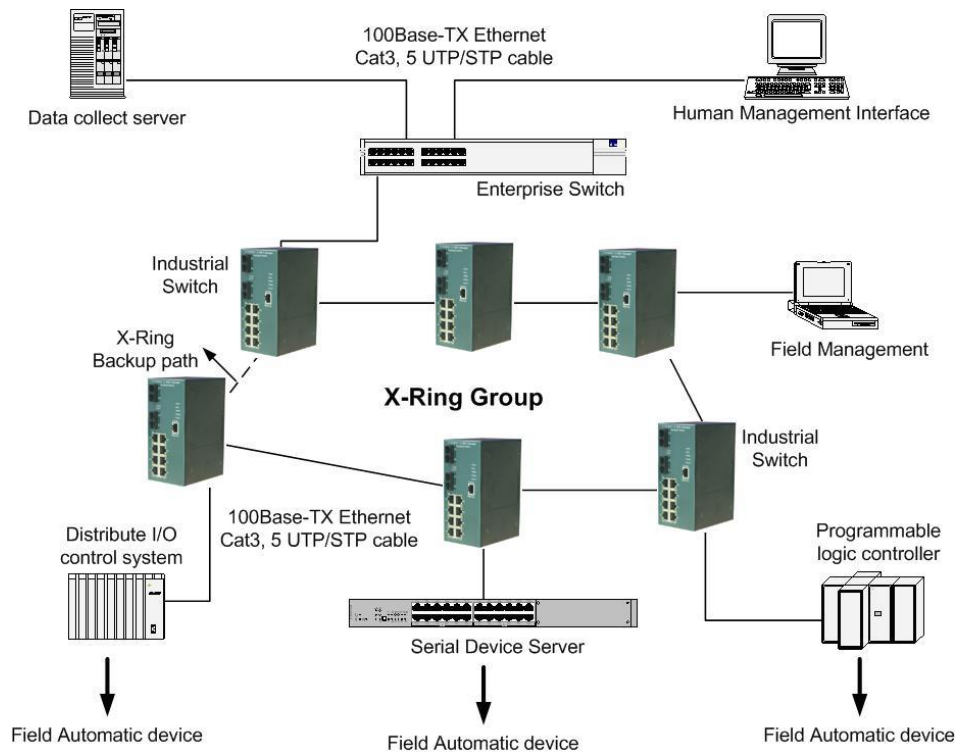 100Base-TX Ethernet
Cat3, 5 UTP/STP cable
Data collect server
Human Management Interface
Enterprise Switch
Industrial
Switch
X-Ring
Backup path
Field Management
X-Ring Group
Industrial
Switch
100Base-TX Ethernet
Cat3, 5 UTP/STP cable
Distribute I/O
control system
Programmable
logic controller
Serial Device Server
Field Automatic device
Field Automatic device
Field Automatic device